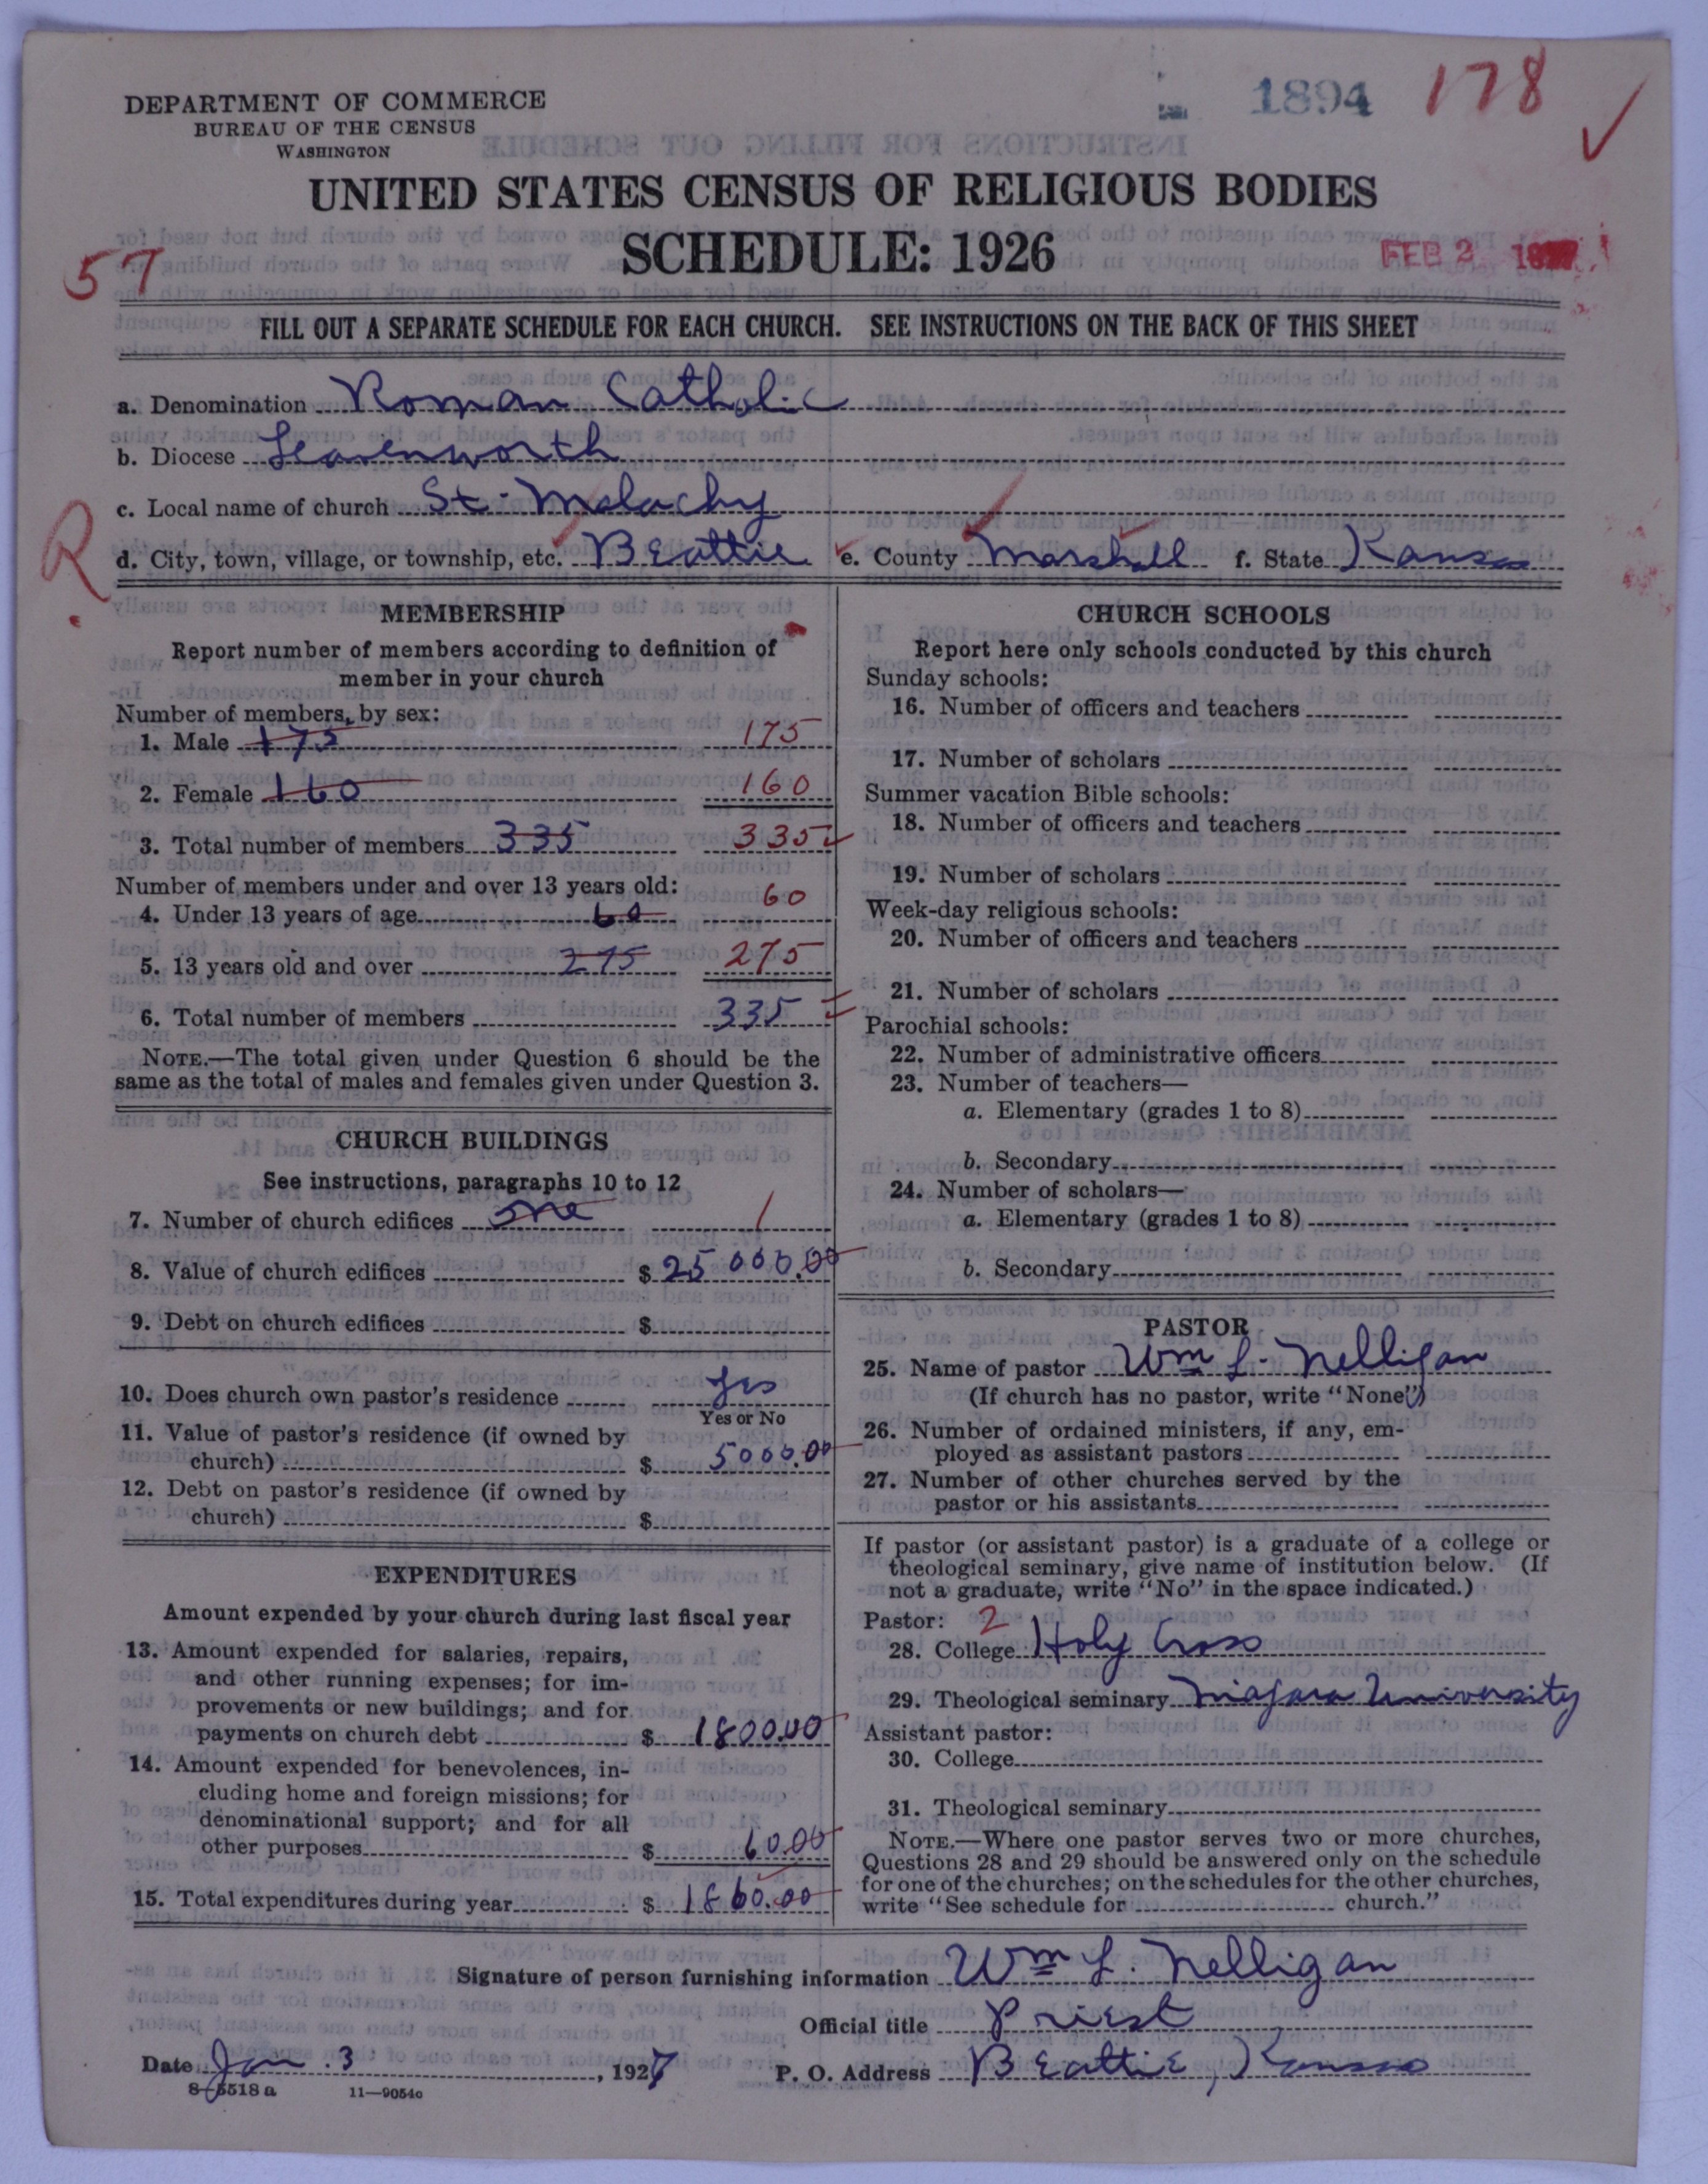 1894 178
DEPARTMENT OF COMMERCE
BUREAU OF THE CENSUS
WASHINGTON
UNITED STATES CENSUS OF RELIGIOUS BODIES
SCHEDULE: 1926
FEB 2
57
FILL OUT A SEPARATE SCHEDULE FOR EACH CHURCH. SEE INSTRUCTIONS ON THE BACK OF THIS SHEET
a. Denomination Roman Catholic
b. Diocese Leavenworth
c. Local name of church St. Malachy
R
d. City, town, village, or township, etc. Beattie e. County Marshall f. State Kansas
MEMBERSHIP
Report number of members according to definition of
member in your church
Number of members, by sex:
1. Male 175 175
2. Female 160 160
3. Total number of members 335 335
Number of members under and over 13 years old:
4. Under 13 years of age 60 60
5. 13 years old and over 275 275
6. Total number of members 335
NOTE.—The total given under Question 6 should be the
same as the total of males and females given under Question 3.
CHURCH BUILDINGS
See instructions, paragraphs 10 to 12
7. Number of church edifices one 1
8. Value of church edifices $ 25000.00
9. Debt on church edifices $
10. Does church own pastor's residence Yes
Yes or No
11. Value of pastor's residence (if owned by
church) $ 5000.00
12. Debt on pastor's residence (if owned by
church) $
EXPENDITURES
Amount expended by your church during last fiscal year
13. Amount expended for salaries, repairs,
and other running expenses; for im-
provements or new buildings; and for
payments on church debt $ 1800.00
14. Amount expended for benevolences, in-
cluding home and foreign missions; for
denominational support; and for all
other purposes $ 60.00
15. Total expenditures during year $ 1860.00
CHURCH SCHOOLS
Report here only schools conducted by this church
Sunday schools:
16. Number of officers and teachers
17. Number of scholars
Summer vacation Bible schools:
18. Number of officers and teachers
19. Number of scholars
Week-day religious schools:
20. Number of officers and teachers
21. Number of scholars
Parochial schools:
22. Number of administrative officers
23. Number of teachers—
a. Elementary (grades 1 to 8)
b. Secondary
24. Number of scholars—
a. Elementary (grades 1 to 8)
b. Secondary
PASTOR
25. Name of pastor Wm L. Nelligan
(If church has no pastor, write "None")
26. Number of ordained ministers, if any, em-
ployed as assistant pastors
27. Number of other churches served by the
pastor or his assistants
If pastor (or assistant pastor) is a graduate of a college or
theological seminary, give name of institution below. (If
not a graduate, write "No" in the space indicated.)
Pastor: 2
28. College Holy Cross
29. Theological seminary Niagara University
Assistant pastor:
30. College
31. Theological seminary
NOTE.—Where one pastor serves two or more churches,
Questions 28 and 29 should be answered only on the schedule
for one of the churches; on the schedules for the other churches,
write "See schedule for church."
Signature of person furnishing information Wm L. Nelligan
Official title Priest
Date Jan. 3, 1927 P. O. Address Beattie, Kansas
8-5518a 11—9054c